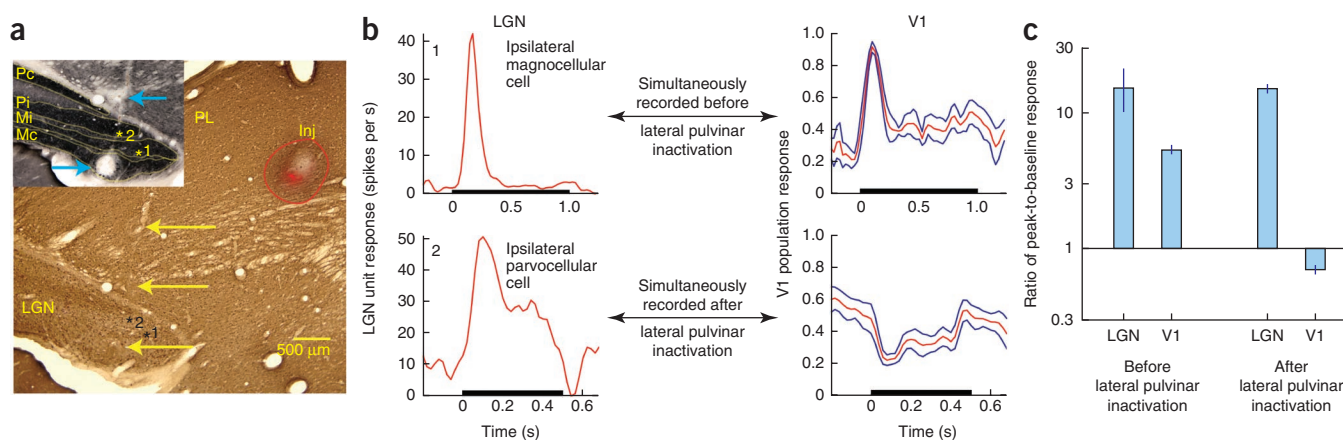 a
Pc
Pi
Mi
Mc
*2
*1
PL
Inj
LGN
*2
*1
500 µm
b
LGN
V1
LGN unit response (spikes per s)
40
30
20
10
0
1
Ipsilateral
magnocellular
cell
0
0.5
1.0
Simultaneously
recorded before
lateral pulvinar
inactivation
V1 population response
1.0
0.8
0.6
0.4
0.2
0
0
0.5
1.0
50
40
30
20
10
0
2
Ipsilateral
parvocellular
cell
0
0.2
0.4
0.6
Time (s)
Simultaneously
recorded after
lateral pulvinar
inactivation
1.0
0.8
0.6
0.4
0.2
0
0
0.2
0.4
0.6
Time (s)
c
Ratio of peak-to-baseline response
30
10
3
1
0.3
LGN
V1
LGN
V1
Before
lateral pulvinar
inactivation
After
lateral pulvinar
inactivation